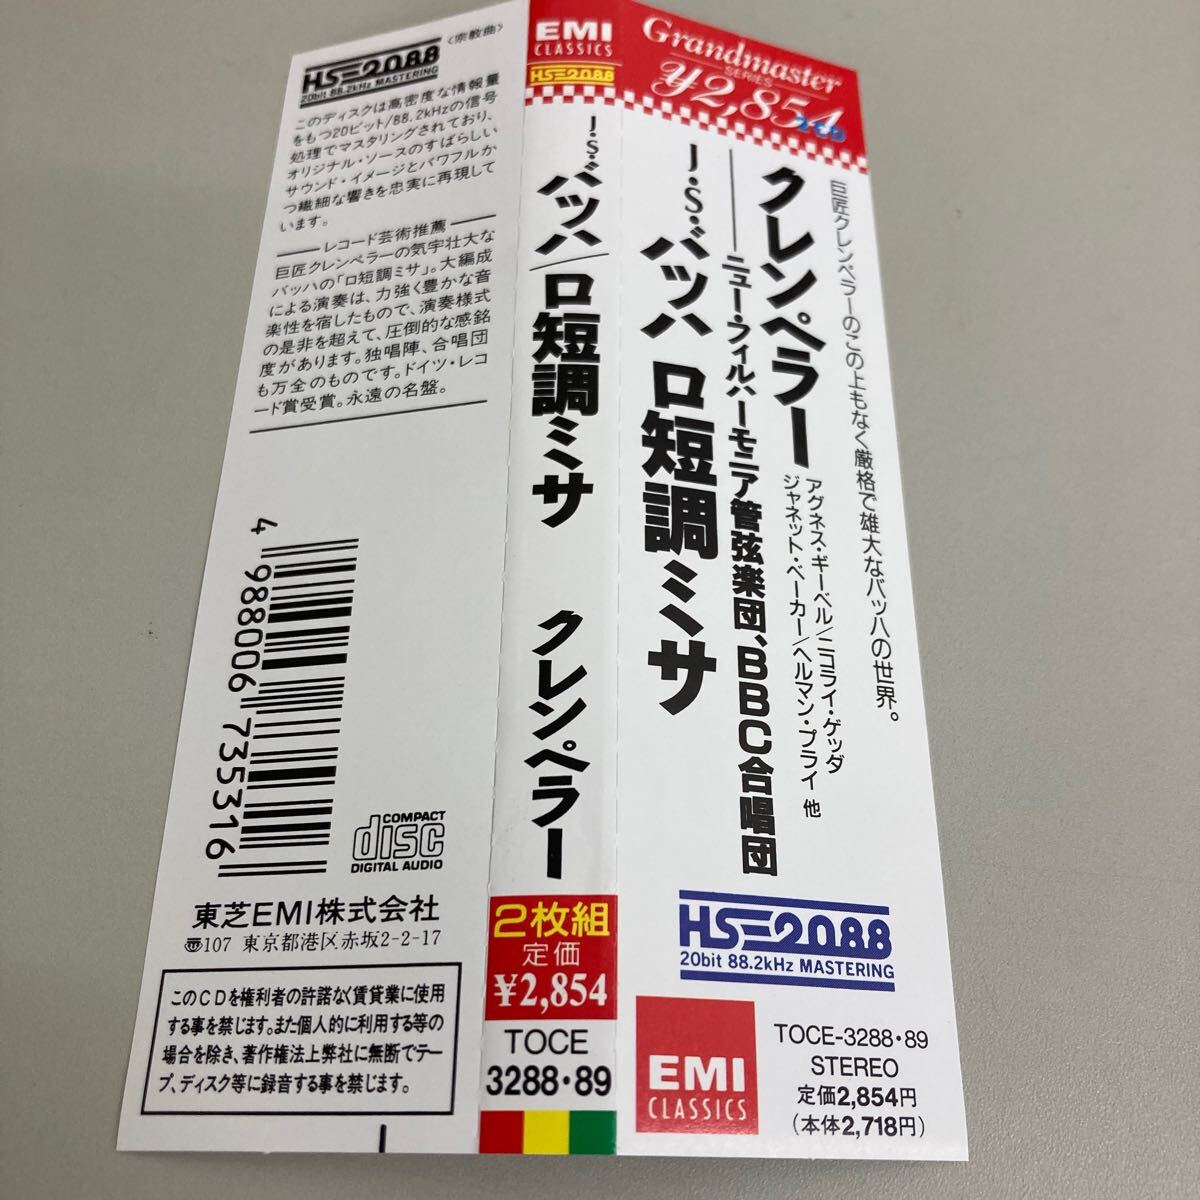 〈宗教曲〉
HS-2088
20bit 88.2kHz MASTERING
このディスクは高密度な情報量
をもつ20ビット/88.2kHzの信号
処理でマスタリングされており、
オリジナル・ソースのすばらしい
サウンド・イメージとパワフルか
つ繊細な響きを忠実に再現して
います。
レコード芸術推薦
巨匠クレンペラーの気宇壮大な
バッハの「ロ短調ミサ」。大編成
による演奏は、力強く豊かな音
楽性を宿したもので、演奏様式
の是非を超えて、圧倒的な感銘
度があります。独唱陣、合唱団
も万全のものです。ドイツ・レコ
ード賞受賞。永遠の名盤。
4 988006 735316
COMPACT
disc
DIGITAL AUDIO
東芝EMI株式会社
〠107 東京都港区赤坂2-2-17
このCDを権利者の許諾なく賃貸業に使用
する事を禁じます。また個人的に利用する等の
場合を除き、著作権法上弊社に無断でテー
プ、ディスク等に録音する事を禁じます。
EMI
CLASSICS
HS-2088
J.S.バッハ/ロ短調ミサ クレンペラー
2枚組
定価
¥2,854
TOCE
3288・89
Grandmaster
SERIES
¥2,854
2CD
巨匠クレンペラーのこの上もなく厳格で雄大なバッハの世界。
クレンペラー
アグネス・ギーベル/ニコライ・ゲッダ
ジャネット・ベーカー/ヘルマン・プライ 他
ニュー・フィルハーモニア管弦楽団、BBC合唱団
J.S.バッハ ロ短調ミサ
HS-2088
20bit 88.2kHz MASTERING
EMI
CLASSICS
TOCE-3288・89
STEREO
定価2,854円
(本体2,718円)